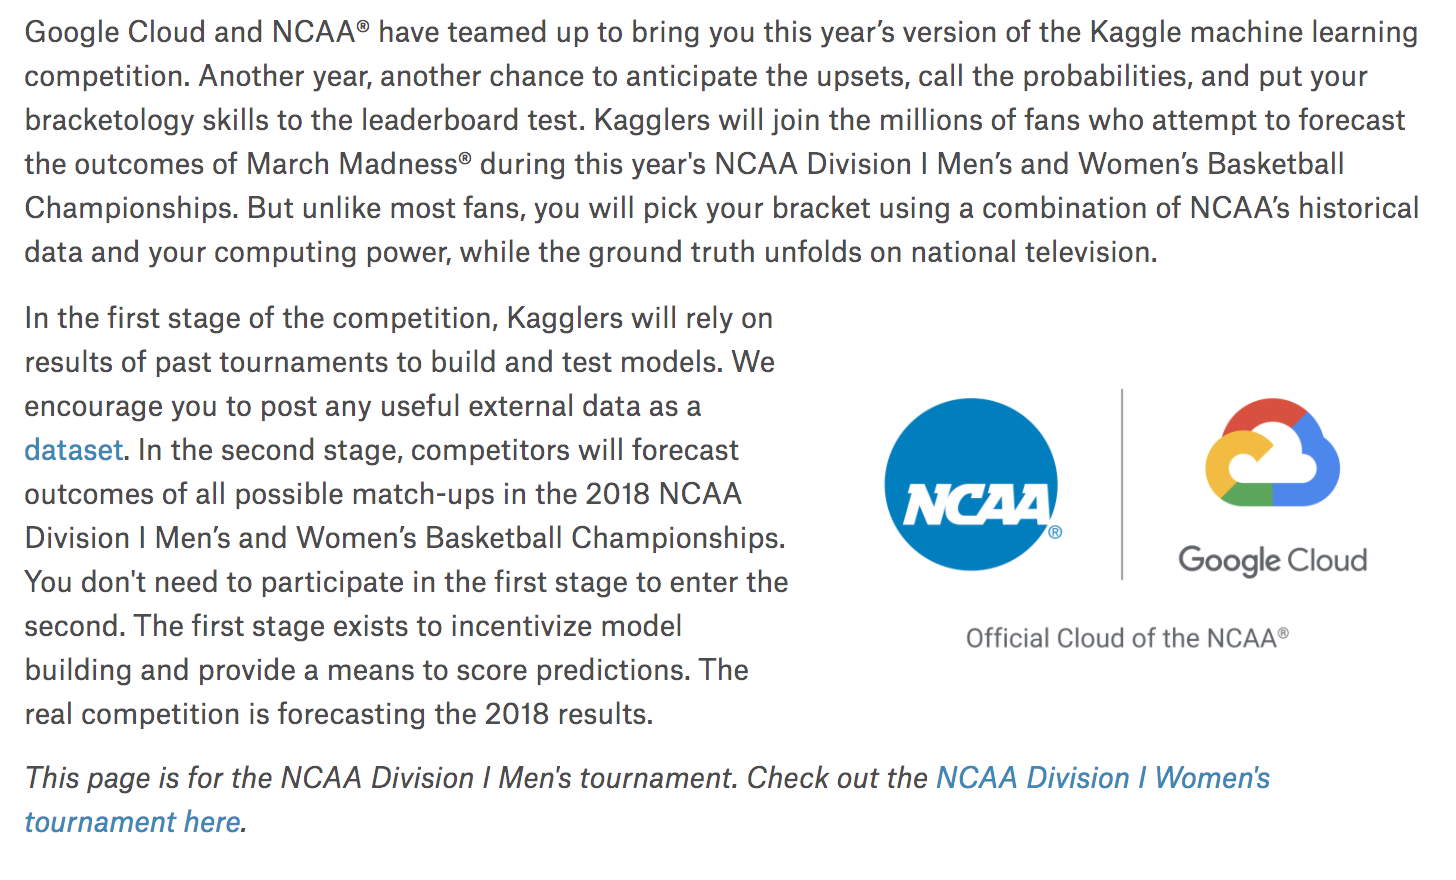 Google Cloud and NCAA® have teamed up to bring you this year’s version of the Kaggle machine learning
competition. Another year, another chance to anticipate the upsets, call the probabilities, and put your
bracketology skills to the leaderboard test. Kagglers will join the millions of fans who attempt to forecast
the outcomes of March Madness® during this year's NCAA Division I Men’s and Women’s Basketball
Championships. But unlike most fans, you will pick your bracket using a combination of NCAA’s historical
data and your computing power, while the ground truth unfolds on national television.
In the first stage of the competition, Kagglers will rely on
results of past tournaments to build and test models. We
encourage you to post any useful external data as a
dataset. In the second stage, competitors will forecast
outcomes of all possible match-ups in the 2018 NCAA
Division I Men’s and Women’s Basketball Championships.
You don't need to participate in the first stage to enter the
second. The first stage exists to incentivize model
building and provide a means to score predictions. The
real competition is forecasting the 2018 results.
NCAA®
Google Cloud
Official Cloud of the NCAA®
This page is for the NCAA Division I Men's tournament. Check out the NCAA Division I Women's
tournament here.